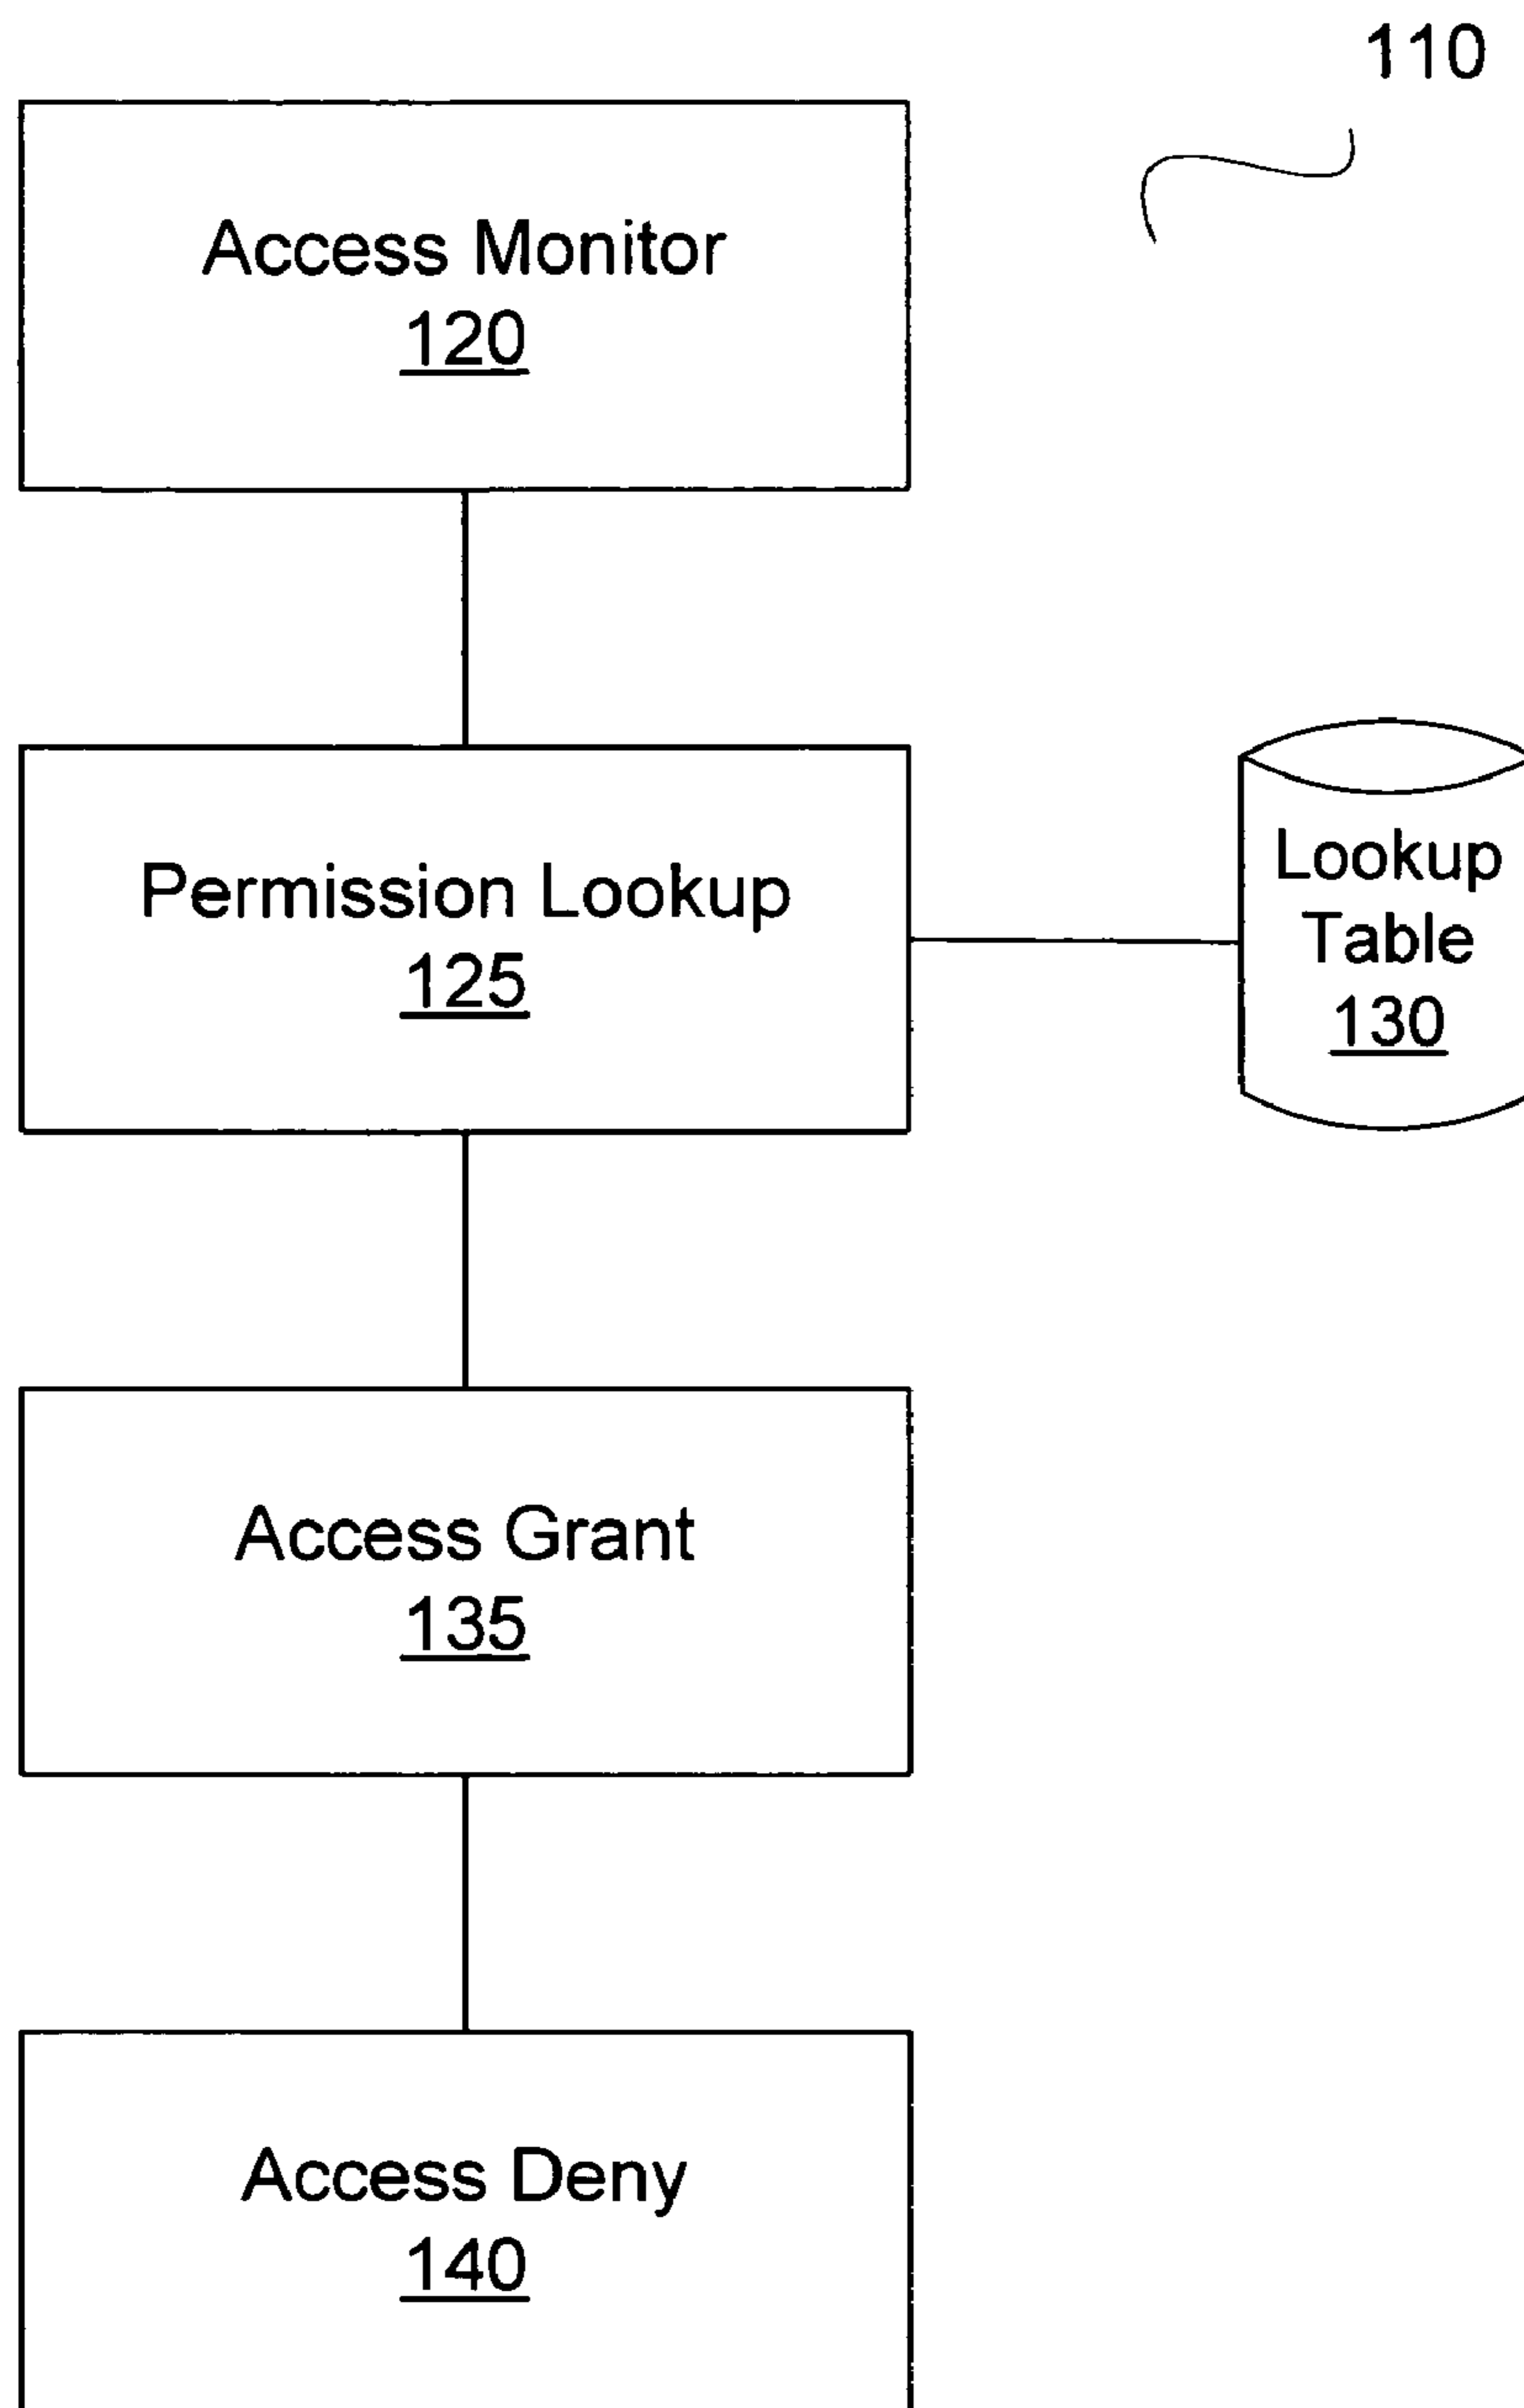 110
Access Monitor
120
Permission Lookup
125
Lookup
Table
130
Access Grant
135
Access Deny
140